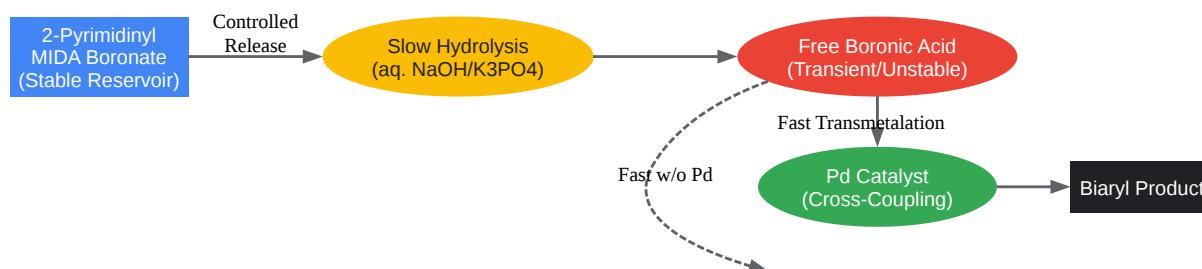 2-Pyrimidinyl
MIDA Boronate
(Stable Reservoir)
Controlled
Release
Slow Hydrolysis
(aq. NaOH/K3PO4)
Free Boronic Acid
(Transient/Unstable)
Fast Transmetalation
Fast w/o Pd
Pd Catalyst
(Cross-Coupling)
Biaryl Product